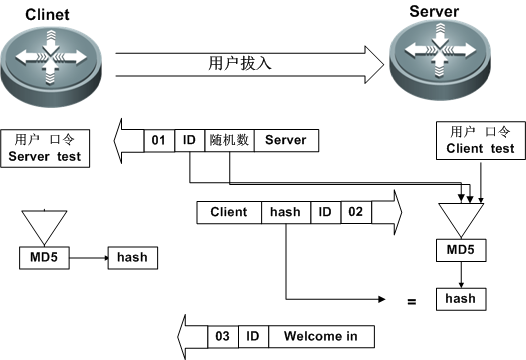 Clinet
Server
用户拔入
用户 口令
Server test
01 ID 随机数 Server
用户 口令
Client test
Client hash ID 02
MD5
hash
MD5
= hash
03 ID Welcome in